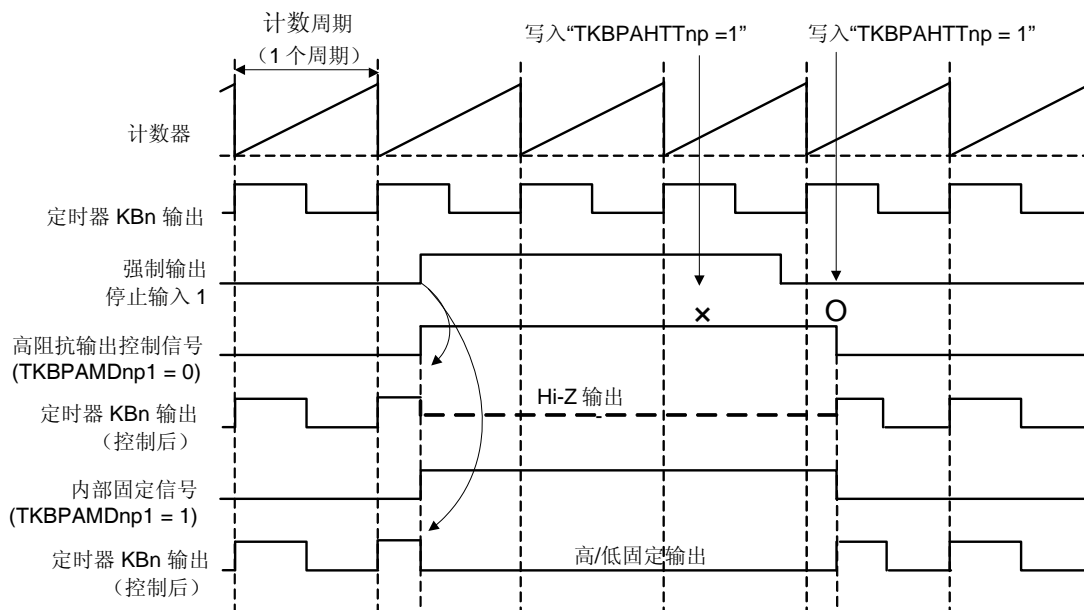 计数周期
（1 个周期）
写入“TKBPAHTTnp =1”
写入“TKBPAHTTnp = 1”
计数器
定时器 KBn 输出
强制输出
停止输入 1
×
O
高阻抗输出控制信号
(TKBPAMDnp1 = 0)
Hi-Z 输出
定时器 KBn 输出
（控制后）
内部固定信号
(TKBPAMDnp1 = 1)
定时器 KBn 输出
（控制后）
高/低固定输出